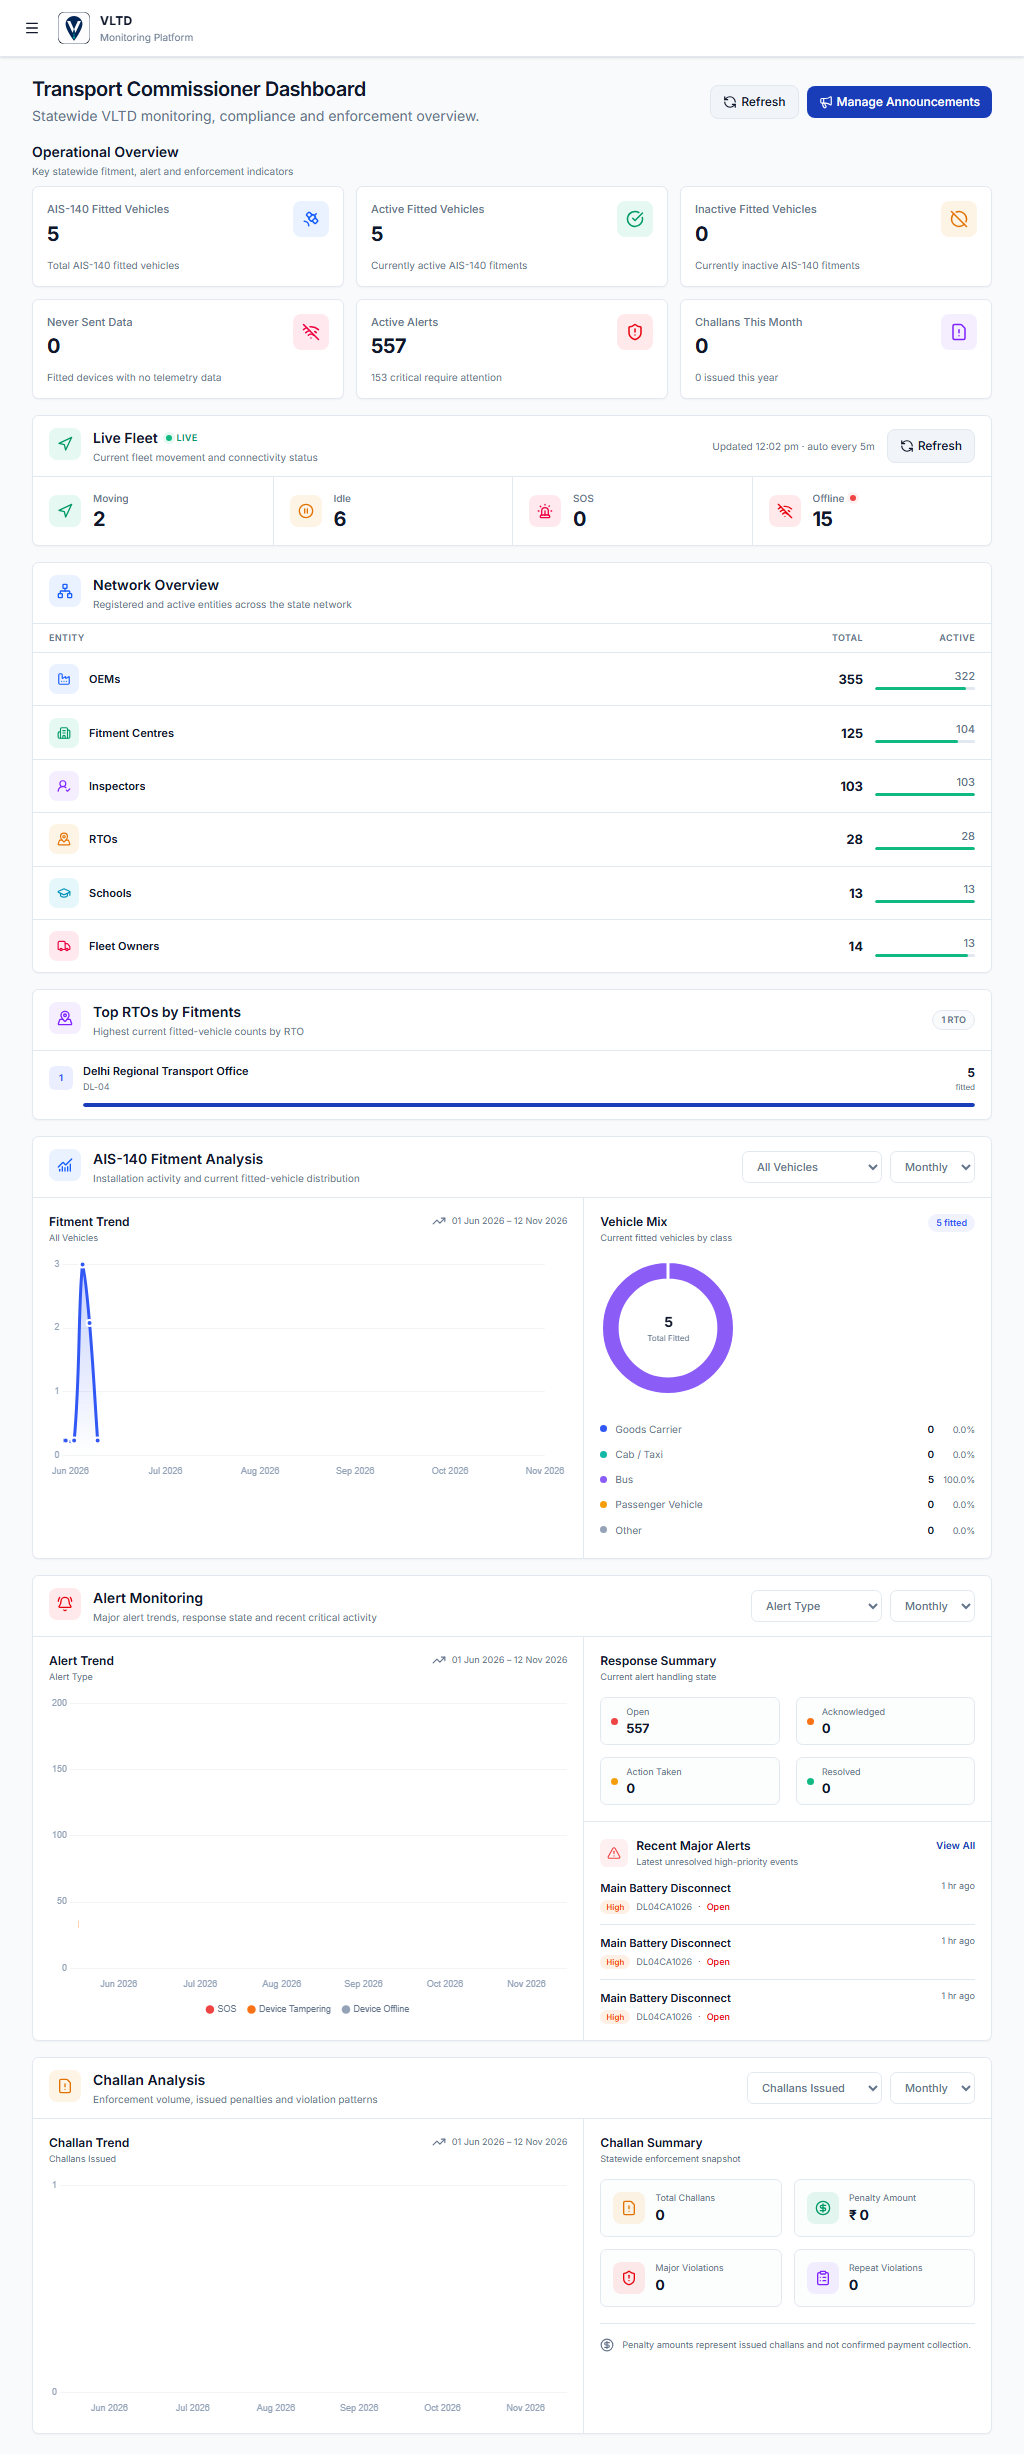 VLTD
Monitoring Platform
Transport Commissioner Dashboard
Statewide VLTD monitoring, compliance and enforcement overview.
Refresh
Manage Announcements
Operational Overview
Key statewide fitment, alert and enforcement indicators
AIS-140 Fitted Vehicles
5
Total AIS-140 fitted vehicles
Active Fitted Vehicles
5
Currently active AIS-140 fitments
Inactive Fitted Vehicles
0
Currently inactive AIS-140 fitments
Never Sent Data
0
Fitted devices with no telemetry data
Active Alerts
557
153 critical require attention
Challans This Month
0
0 issued this year
Live Fleet LIVE
Current fleet movement and connectivity status
Updated 12:02 pm · auto every 5m
Refresh
Moving
2
Idle
6
SOS
0
Offline
15
Network Overview
Registered and active entities across the state network
ENTITY TOTAL ACTIVE
OEMs 355 322
Fitment Centres 125 104
Inspectors 103 103
RTOs 28 28
Schools 13 13
Fleet Owners 14 13
Top RTOs by Fitments
Highest current fitted-vehicle counts by RTO
1 RTO
1
Delhi Regional Transport Office
DL-04
5
fitted
AIS-140 Fitment Analysis
Installation activity and current fitted-vehicle distribution
All Vehicles
Monthly
Fitment Trend
All Vehicles
01 Jun 2026 – 12 Nov 2026
3
2
1
0
Jun 2026 Jul 2026 Aug 2026 Sep 2026 Oct 2026 Nov 2026
Vehicle Mix
Current fitted vehicles by class
5 fitted
5
Total Fitted
Goods Carrier 0 0.0%
Cab / Taxi 0 0.0%
Bus 5 100.0%
Passenger Vehicle 0 0.0%
Other 0 0.0%
Alert Monitoring
Major alert trends, response state and recent critical activity
Alert Type
Monthly
Alert Trend
Alert Type
01 Jun 2026 – 12 Nov 2026
200
150
100
50
0
Jun 2026 Jul 2026 Aug 2026 Sep 2026 Oct 2026 Nov 2026
SOS Device Tampering Device Offline
Response Summary
Current alert handling state
Open
557
Acknowledged
0
Action Taken
0
Resolved
0
Recent Major Alerts
Latest unresolved high-priority events
View All
Main Battery Disconnect 1 hr ago
High DL04CA1026 · Open
Main Battery Disconnect 1 hr ago
High DL04CA1026 · Open
Main Battery Disconnect 1 hr ago
High DL04CA1026 · Open
Challan Analysis
Enforcement volume, issued penalties and violation patterns
Challans Issued
Monthly
Challan Trend
Challans Issued
01 Jun 2026 – 12 Nov 2026
1
0
Jun 2026 Jul 2026 Aug 2026 Sep 2026 Oct 2026 Nov 2026
Challan Summary
Statewide enforcement snapshot
Total Challans
0
Penalty Amount
₹ 0
Major Violations
0
Repeat Violations
0
Penalty amounts represent issued challans and not confirmed payment collection.